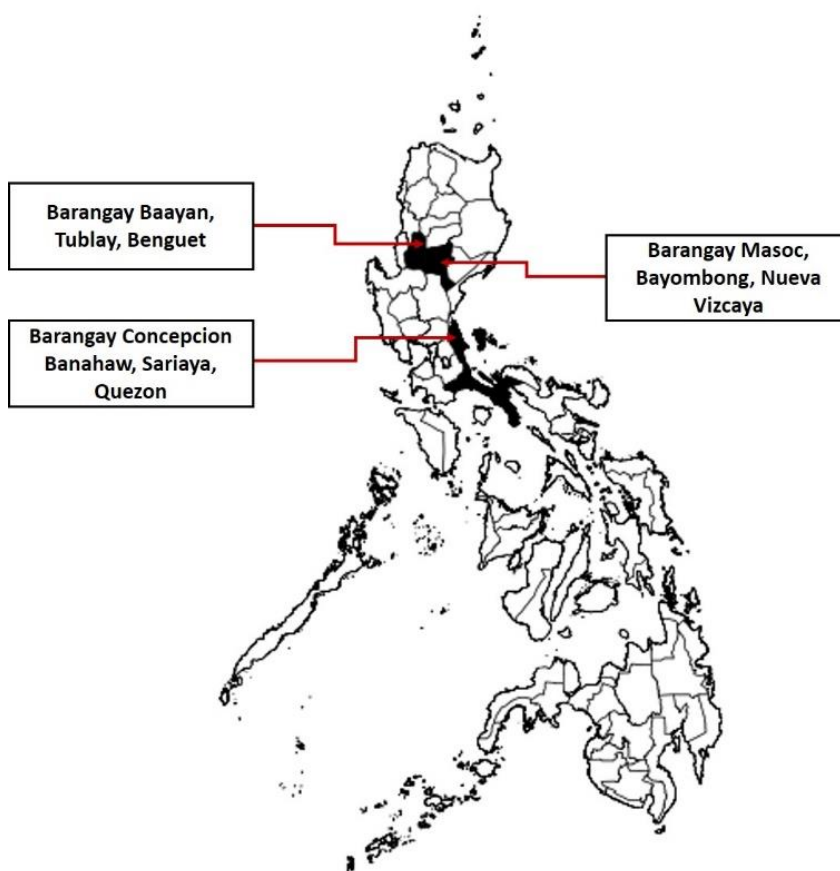 Barangay Baayan,
Tublay, Benguet
Barangay Masoc,
Bayombong, Nueva
Vizcaya
Barangay Concepcion
Banahaw, Sariaya,
Quezon